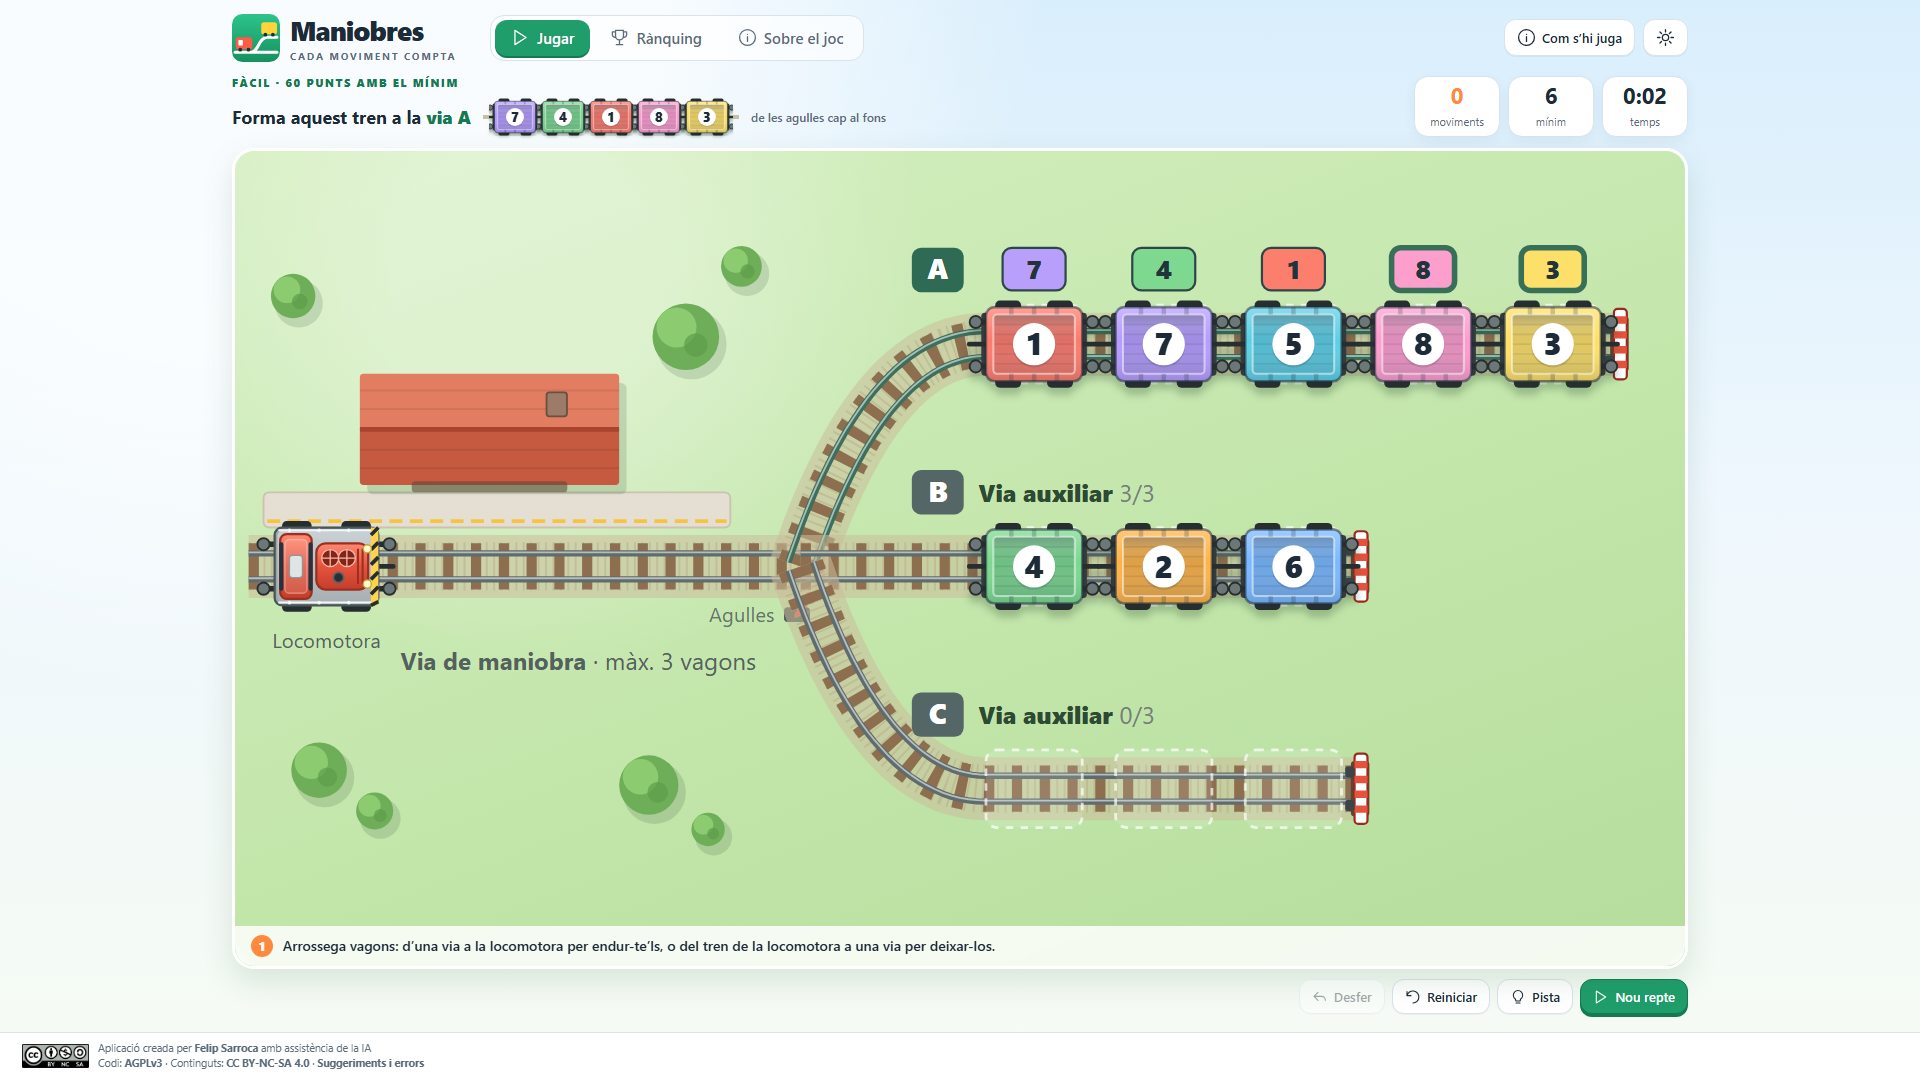 Maniobres
CADA MOVIMENT COMPTA
Jugar
Rànquing
Sobre el joc
Com s'hi juga
FÀCIL · 60 PUNTS AMB EL MÍNIM
Forma aquest tren a la via A
7 4 1 8 3
de les agulles cap al fons
0
moviments
6
mínim
0:02
temps
A 7 4 1 8 3
1 7 5 8 3
B Via auxiliar 3/3
4 2 6
Agulles
Locomotora
Via de maniobra · màx. 3 vagons
C Via auxiliar 0/3
1 Arrossega vagons: d'una via a la locomotora per endur-te'ls, o del tren de la locomotora a una via per deixar-los.
Desfer
Reiniciar
Pista
Nou repte
CC BY NC SA
Aplicació creada per Felip Sarroca amb assistència de la IA
Codi: AGPLv3 · Continguts: CC BY-NC-SA 4.0 · Suggeriments i errors